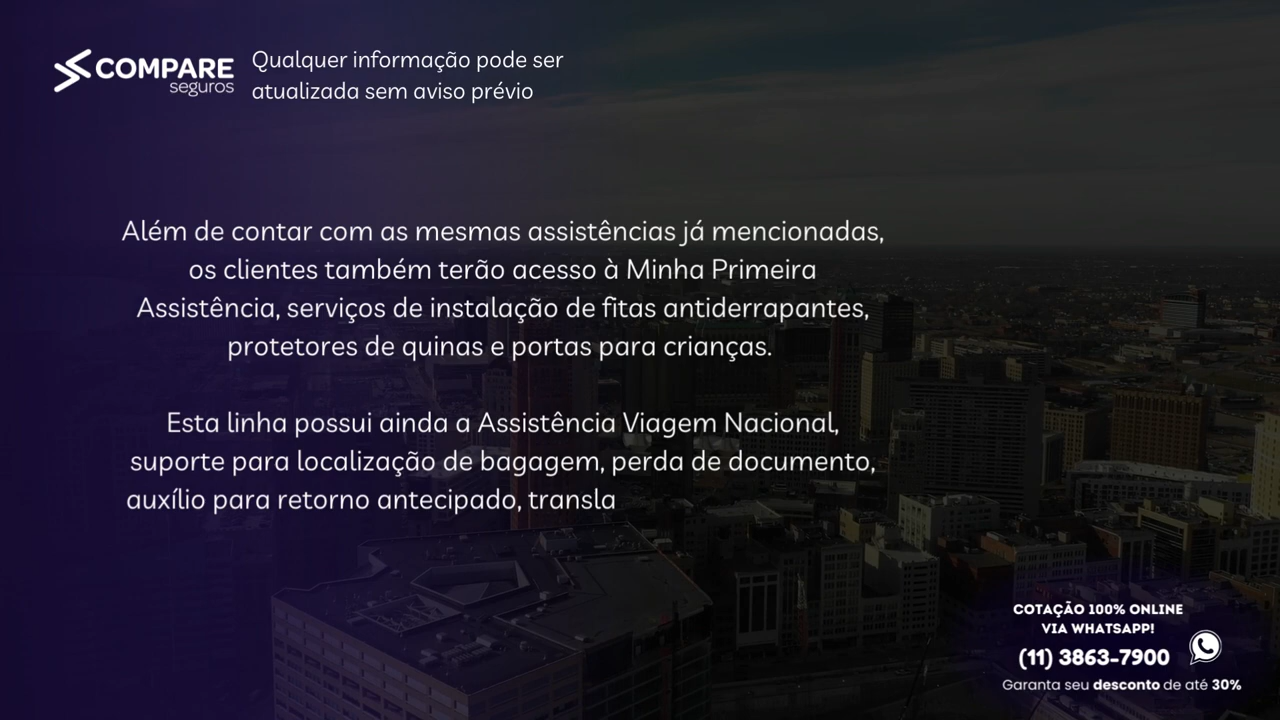 COMPARE
seguros
Qualquer informação pode ser
atualizada sem aviso prévio
Além de contar com as mesmas assistências já mencionadas,
os clientes também terão acesso à Minha Primeira
Assistência, serviços de instalação de fitas antiderrapantes,
protetores de quinas e portas para crianças.
Esta linha possui ainda a Assistência Viagem Nacional,
suporte para localização de bagagem, perda de documento,
auxílio para retorno antecipado, transla
COTAÇÃO 100% ONLINE
VIA WHATSAPP!
(11) 3863-7900
Garanta seu desconto de até 30%